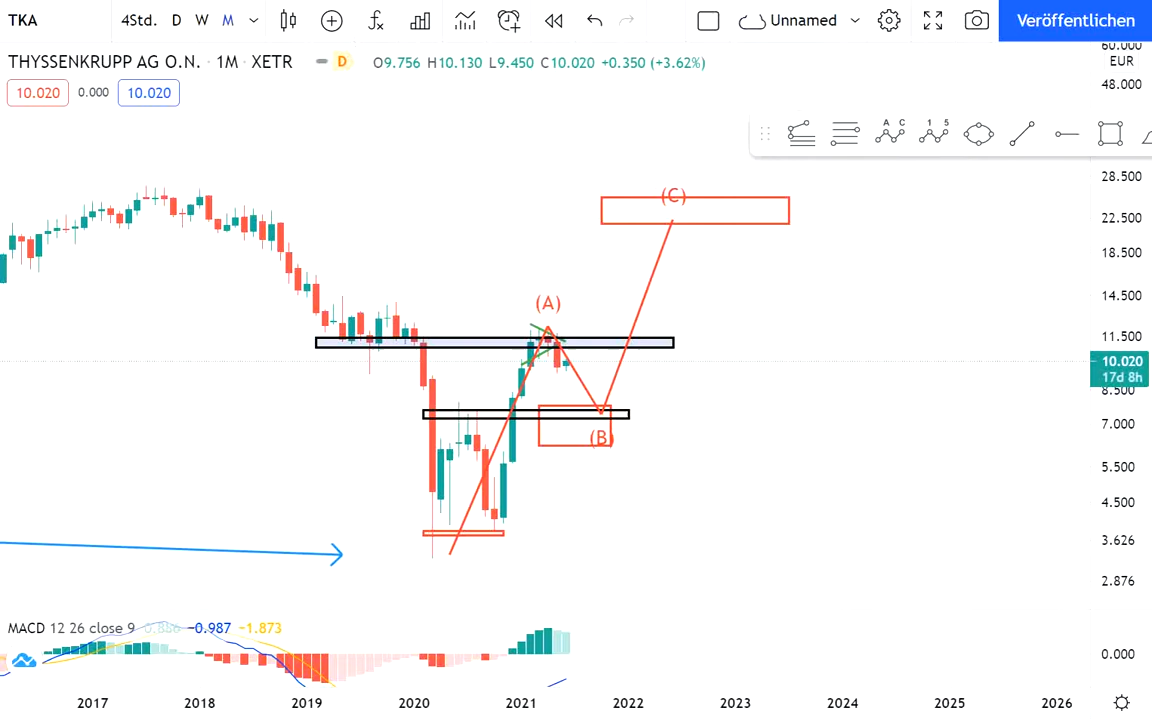 TKA 4Std. D W M Unnamed Veröffentlichen
THYSSENKRUPP AG O.N. · 1M · XETR D O9.756 H10.130 L9.450 C10.020 +0.350 (+3.62%)
10.020 0.000 10.020
60.000
EUR
48.000
A C 1 5
28.500
(C)
22.500
18.500
14.500
(A)
11.500
10.020
17d 8h
8.500
7.000
(B)
5.500
4.500
3.626
2.876
MACD 12 26 close 9 0.886 −0.987 −1.873
0.000
2017 2018 2019 2020 2021 2022 2023 2024 2025 2026